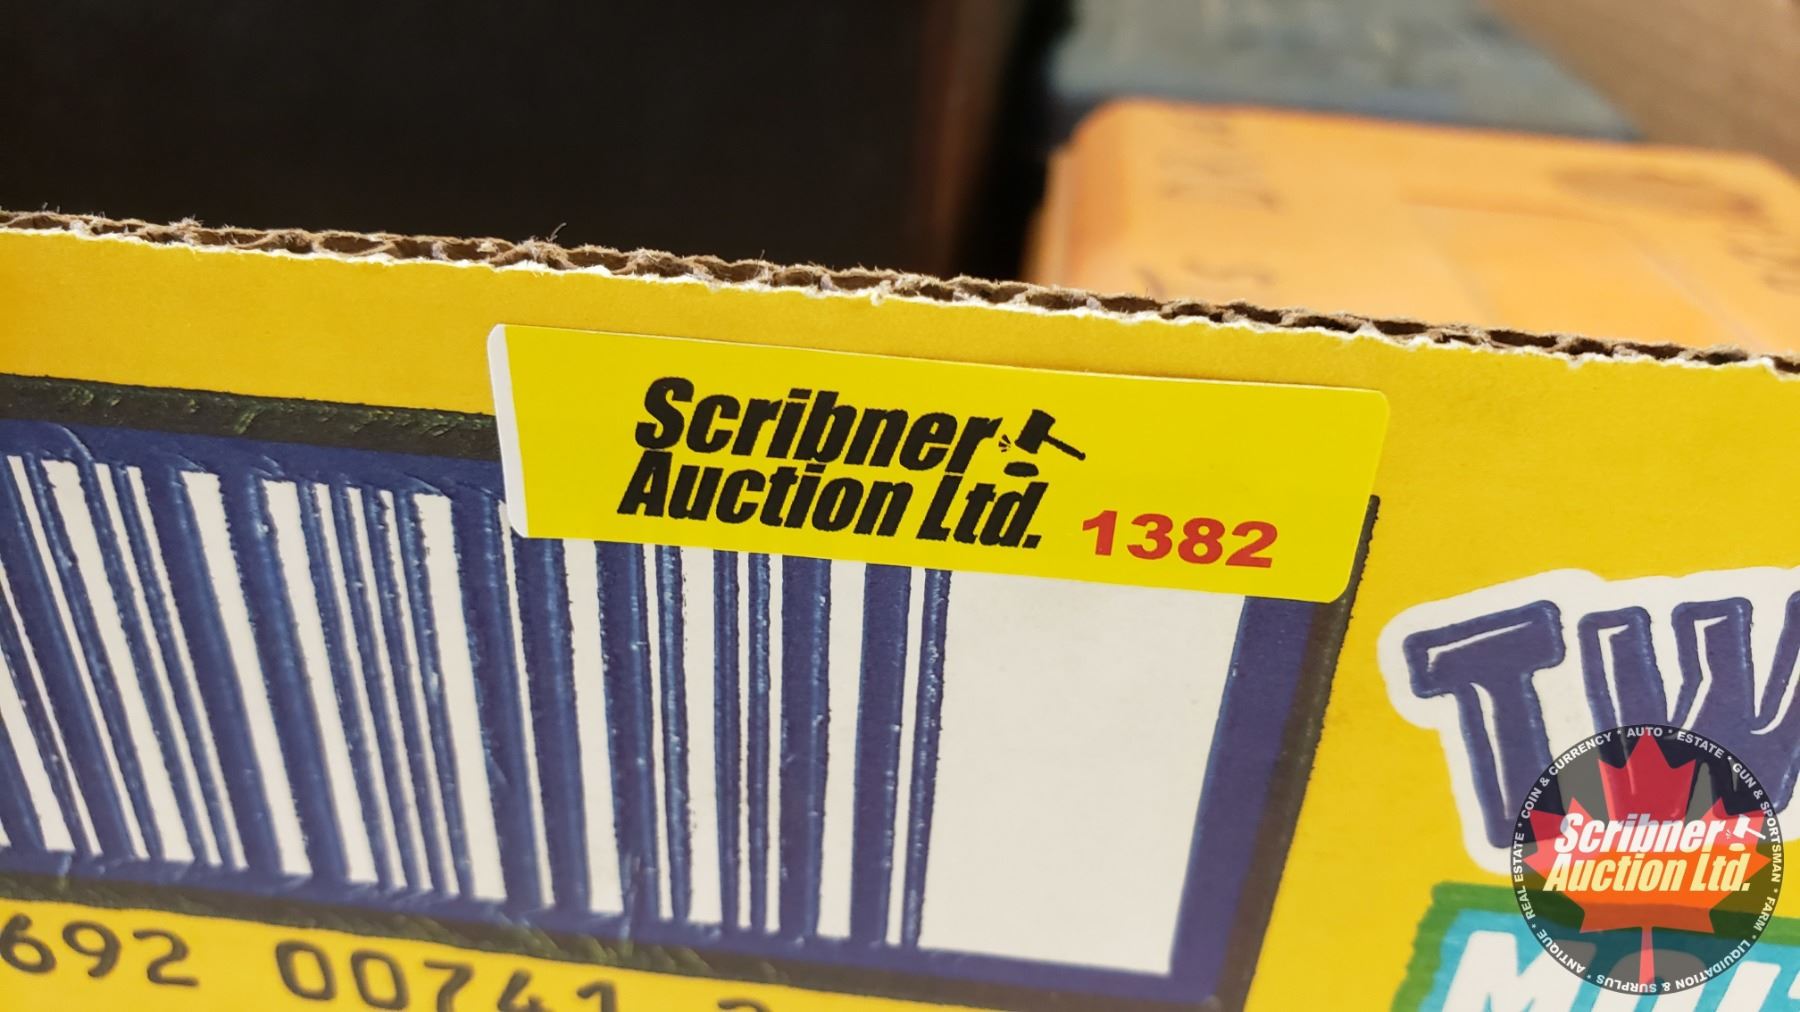 Scribner
Auction Ltd. 1382
692 00741
TW
COIN & CURRENCY * AUTO * ESTATE * GUN & SPORTSMAN * FARM * LIQUIDATION & SURPLUS * ANTIQUE * REAL ESTATE *
Scribner
Auction Ltd.